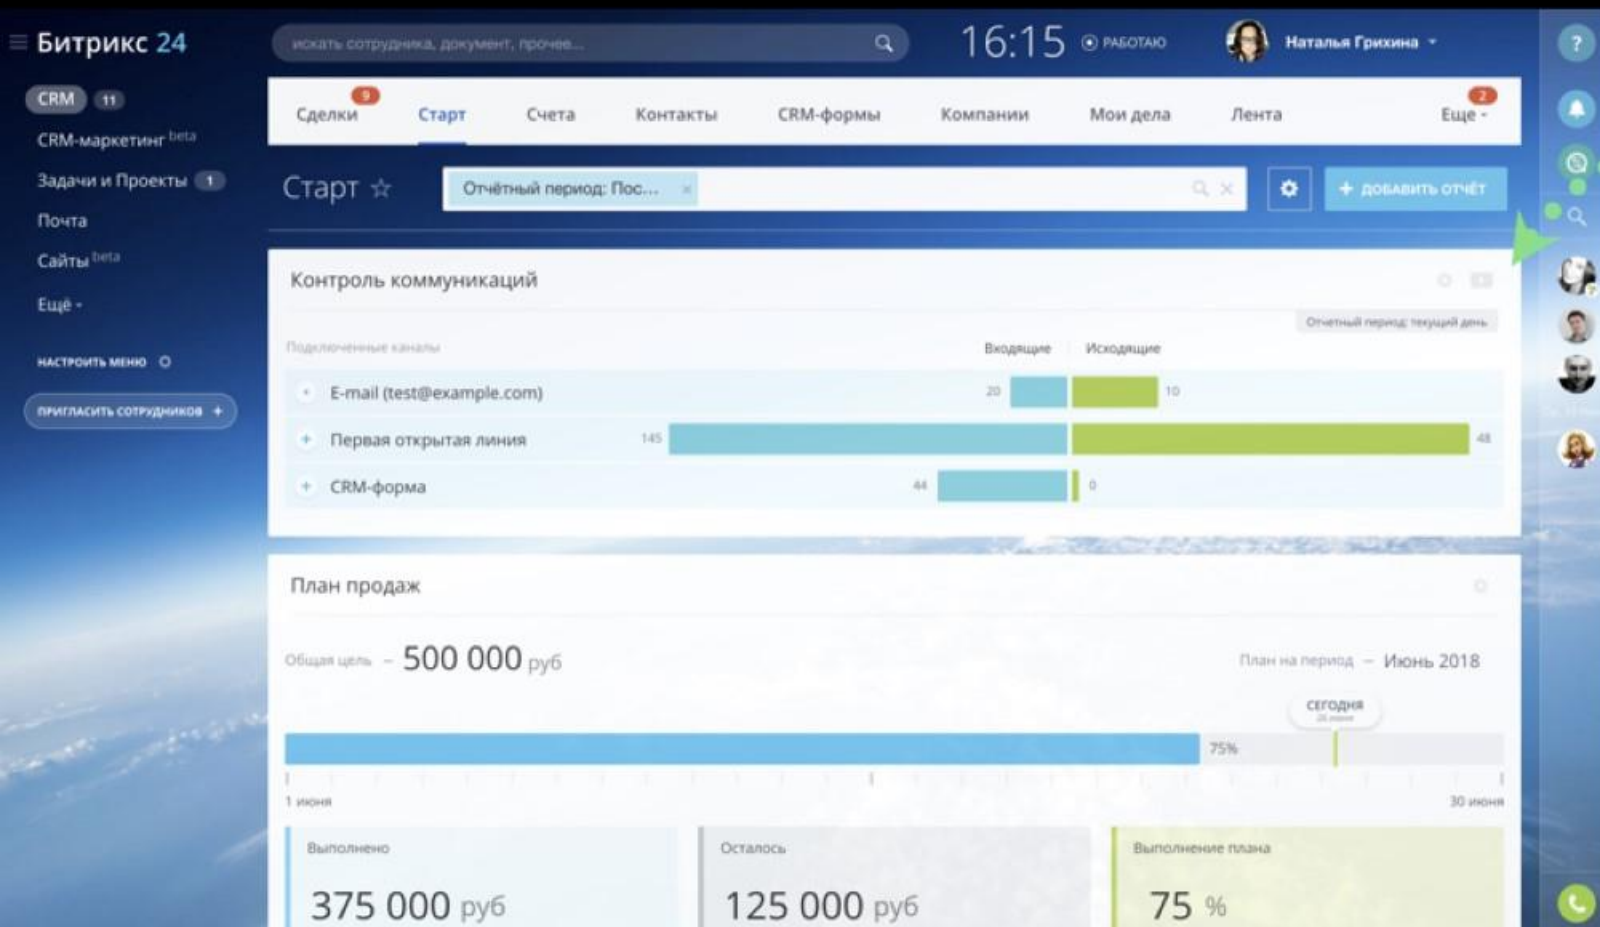 Битрикс 24
искать сотрудника, документ, прочее...
16:15
РАБОТАЮ
Наталья Грихина
?
CRM 11
CRM-маркетинг beta
Задачи и Проекты 1
Почта
Сайты beta
Ещё
НАСТРОИТЬ МЕНЮ
ПРИГЛАСИТЬ СОТРУДНИКОВ +
Сделки 9
Старт
Счета
Контакты
CRM-формы
Компании
Мои дела
Лента
Еще 2
Старт
Отчётный период: Пос... ×
+ ДОБАВИТЬ ОТЧЁТ
Контроль коммуникаций
Отчетный период: текущий день
Подключенные каналы
Входящие
Исходящие
E-mail (test@example.com) 20 10
+ Первая открытая линия 145 48
+ CRM-форма 44 0
План продаж
Общая цель – 500 000 руб
План на период – Июнь 2018
СЕГОДНЯ
26 июня
75%
1 июня
30 июня
Выполнено
375 000 руб
Осталось
125 000 руб
Выполнение плана
75 %